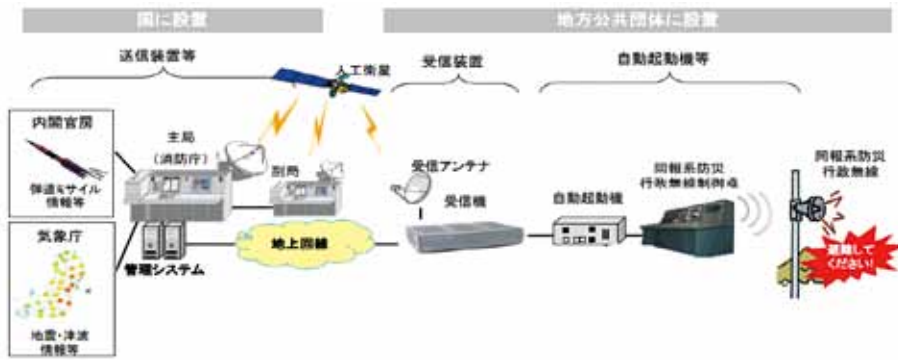 国に設置
地方公共団体に設置
送信装置等
人工衛星
受信装置
自動起動機等
内閣官房
弾道ミサイル
情報等
主局
(消防庁)
副局
受信アンテナ
受信機
自動起動機
同報系防災
行政無線制御卓
同報系防災
行政無線
気象庁
管理システム
地上回線
避難して
ください!
地震・津波
情報等